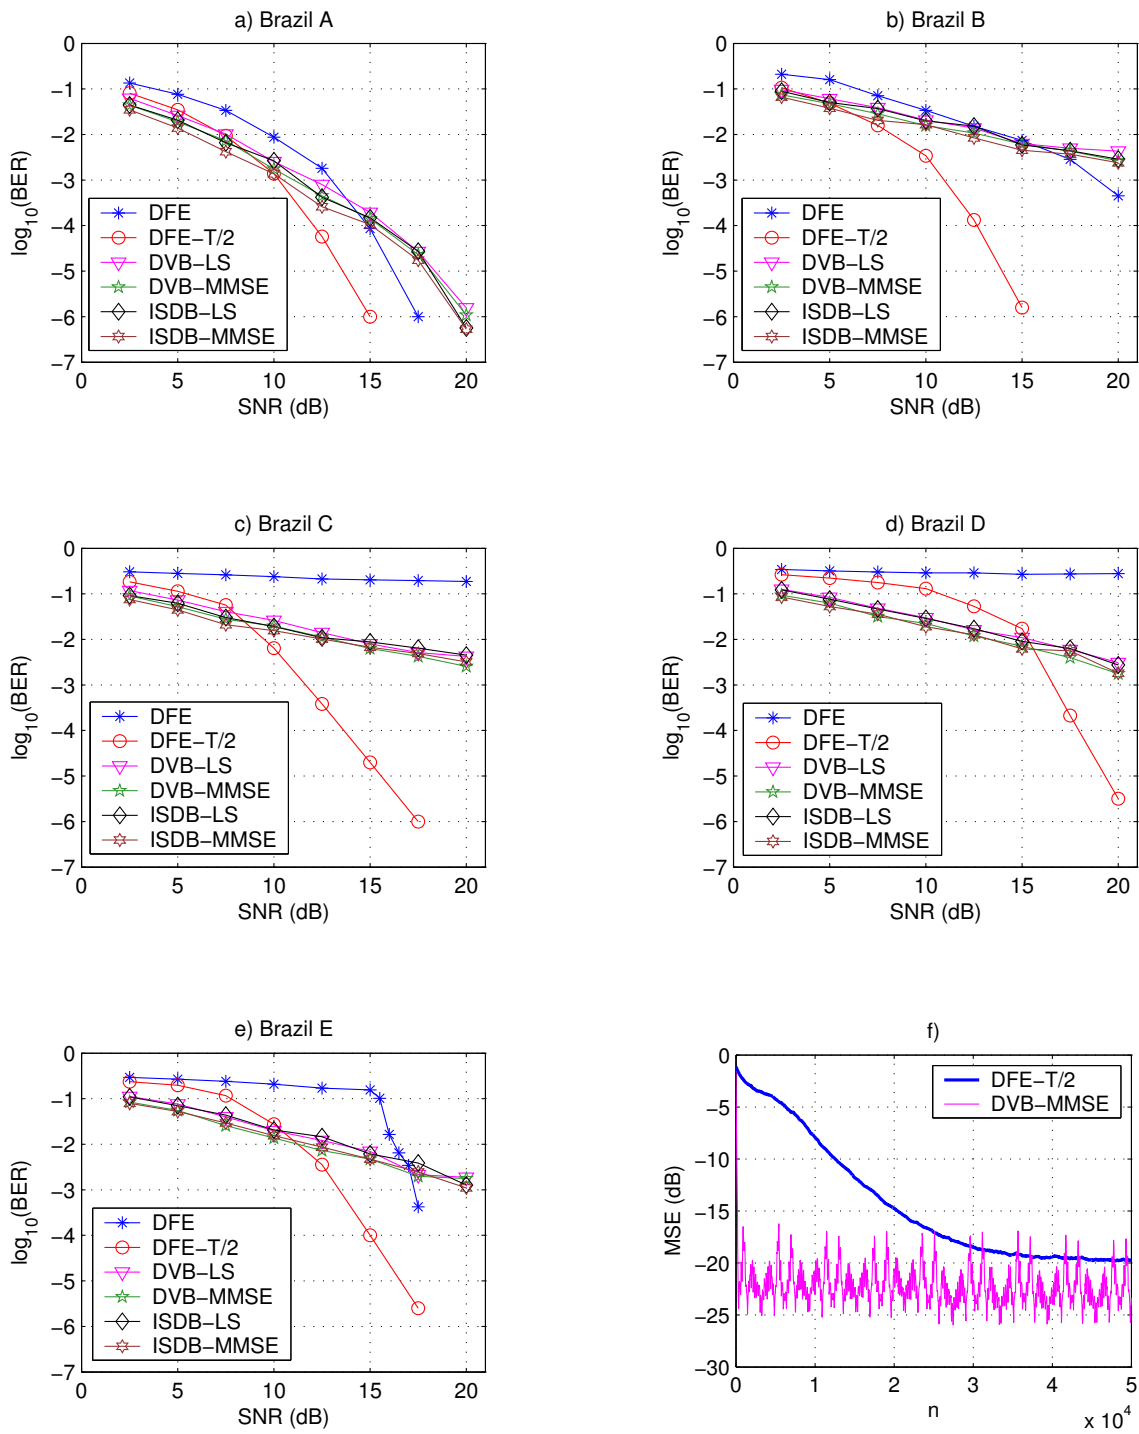 a) Brazil A
0
−1
−2
−3
−4
−5
−6
−7
log10(BER)
DFE
DFE−T/2
DVB−LS
DVB−MMSE
ISDB−LS
ISDB−MMSE
0 5 10 15 20
SNR (dB)
b) Brazil B
0
−1
−2
−3
−4
−5
−6
−7
log10(BER)
DFE
DFE−T/2
DVB−LS
DVB−MMSE
ISDB−LS
ISDB−MMSE
0 5 10 15 20
SNR (dB)
c) Brazil C
0
−1
−2
−3
−4
−5
−6
−7
log10(BER)
DFE
DFE−T/2
DVB−LS
DVB−MMSE
ISDB−LS
ISDB−MMSE
0 5 10 15 20
SNR (dB)
d) Brazil D
0
−1
−2
−3
−4
−5
−6
−7
log10(BER)
DFE
DFE−T/2
DVB−LS
DVB−MMSE
ISDB−LS
ISDB−MMSE
0 5 10 15 20
SNR (dB)
e) Brazil E
0
−1
−2
−3
−4
−5
−6
−7
log10(BER)
DFE
DFE−T/2
DVB−LS
DVB−MMSE
ISDB−LS
ISDB−MMSE
0 5 10 15 20
SNR (dB)
f)
0
−5
−10
−15
−20
−25
−30
MSE (dB)
DFE−T/2
DVB−MMSE
0 1 2 3 4 5
n
x 10^4